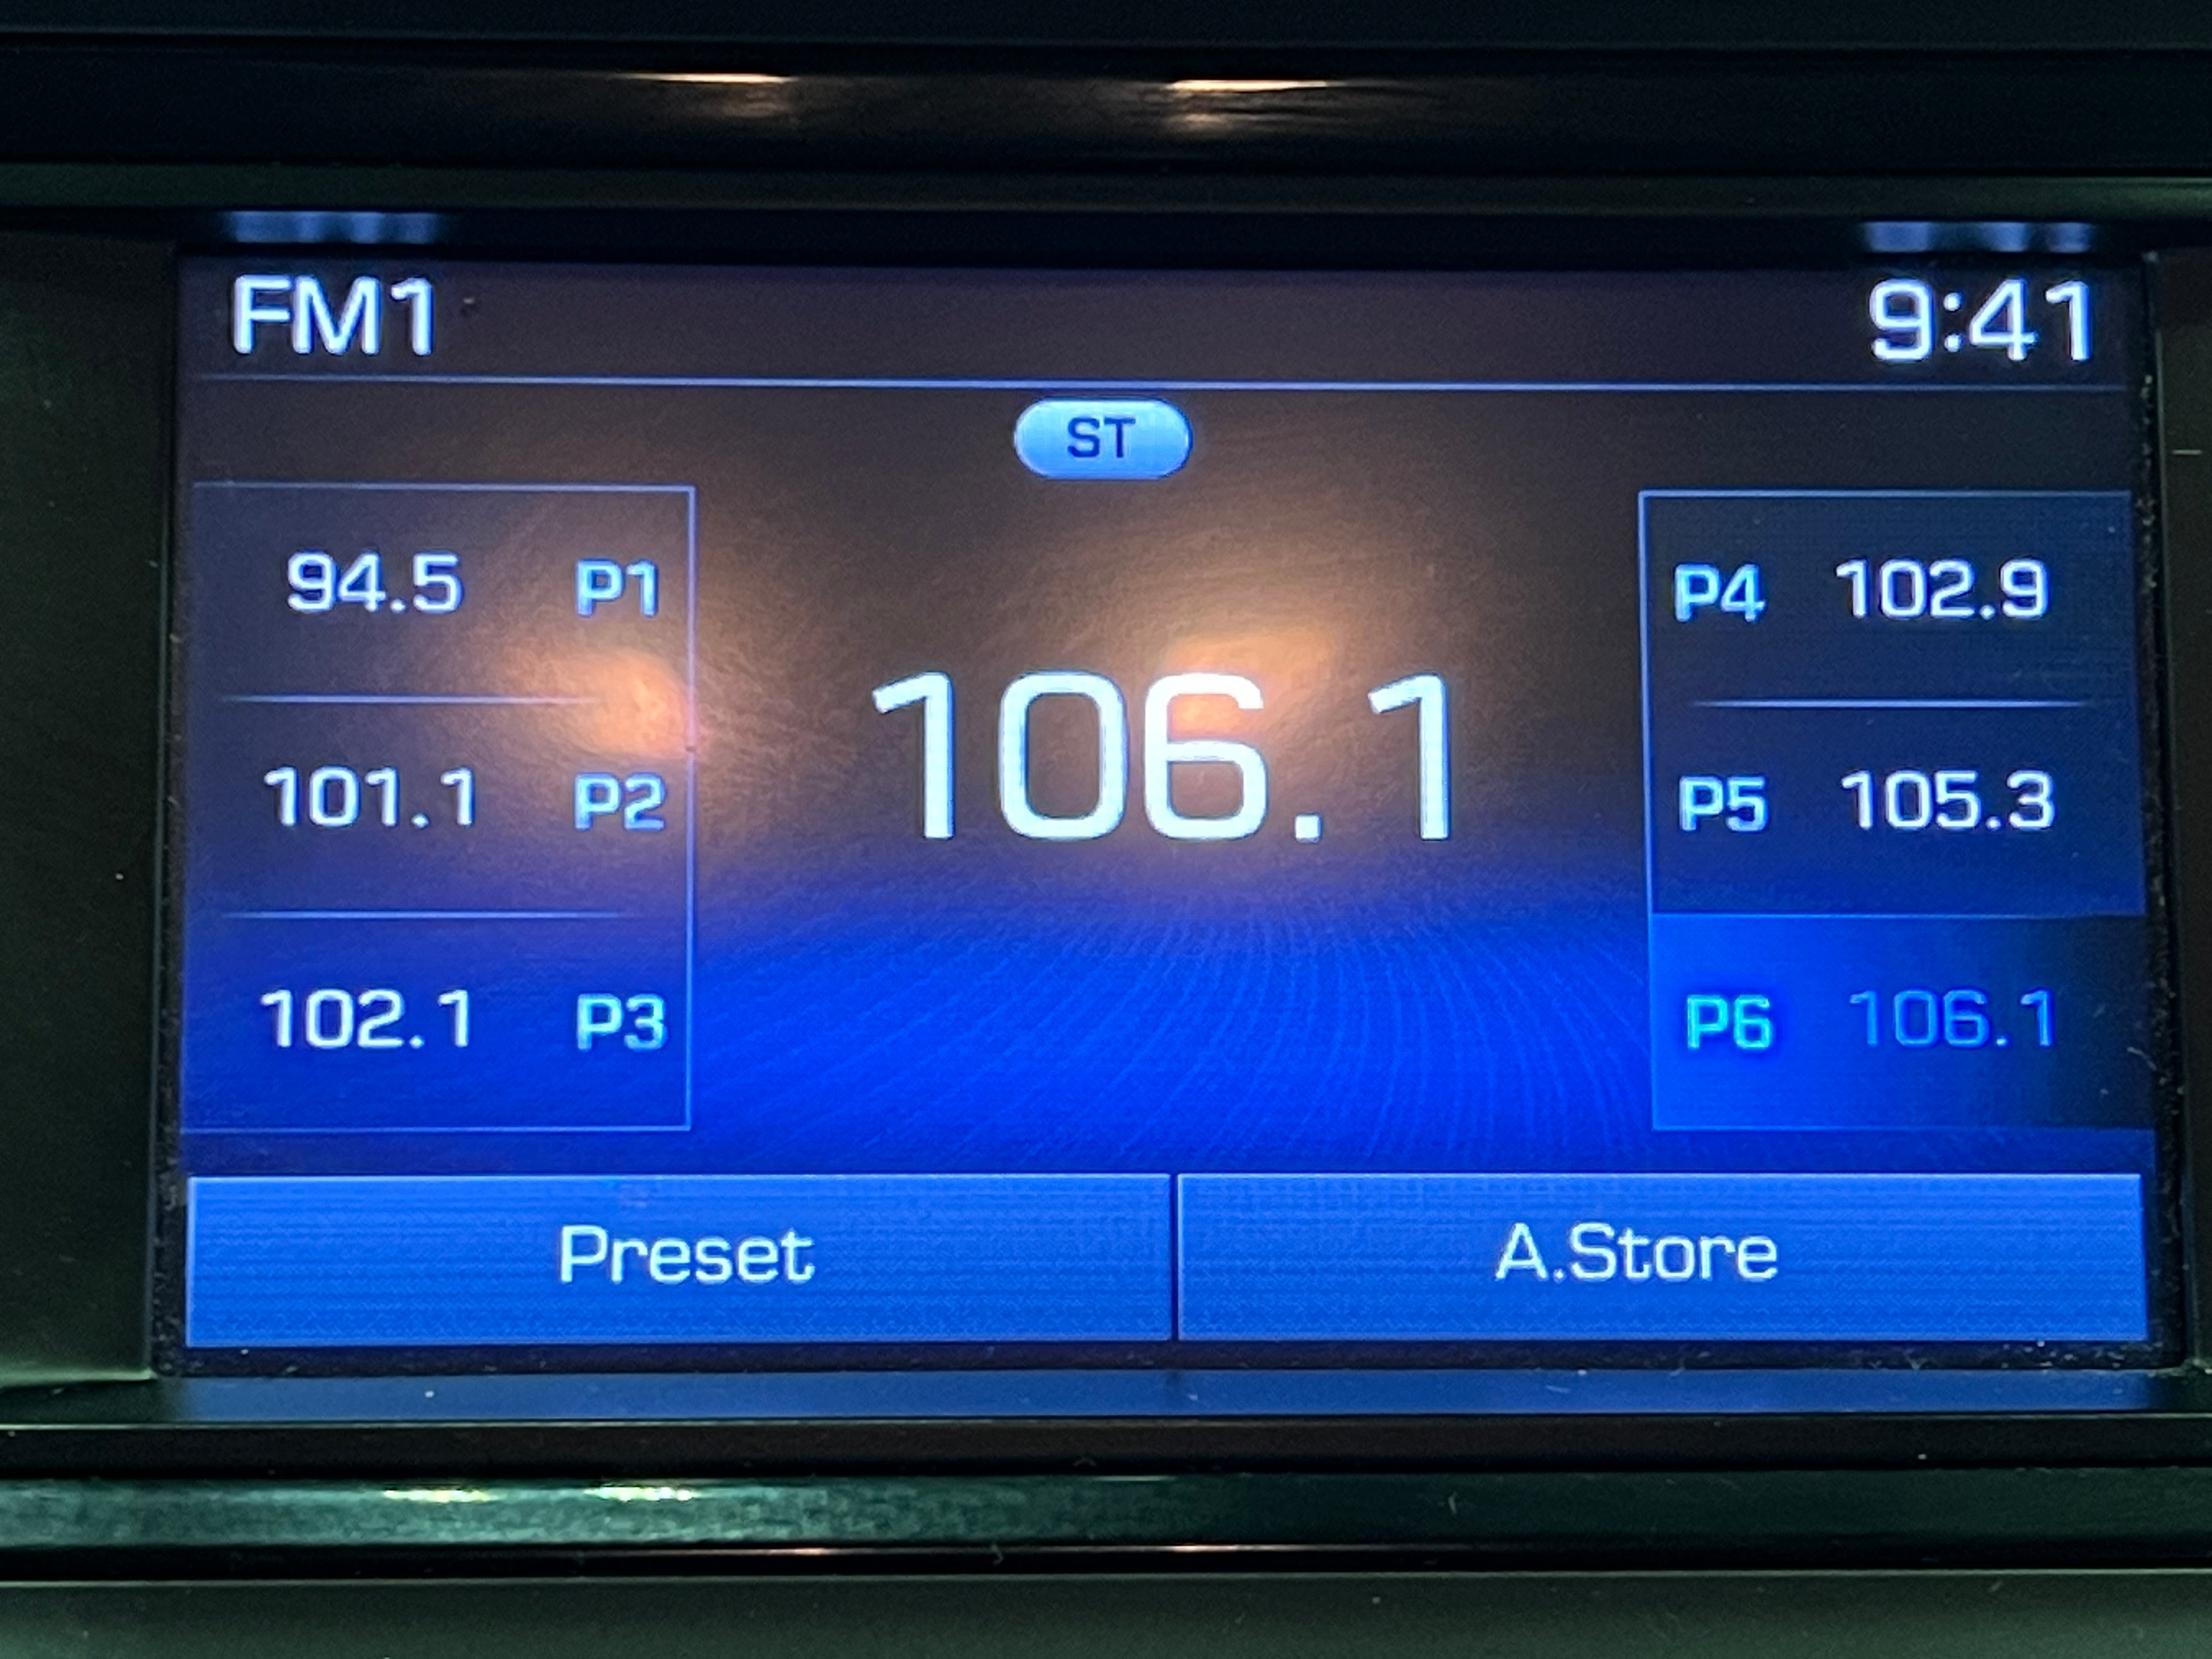 FM1 9:41
ST
94.5 P1
101.1 P2
102.1 P3
106.1
P4 102.9
P5 105.3
P6 106.1
Preset A.Store